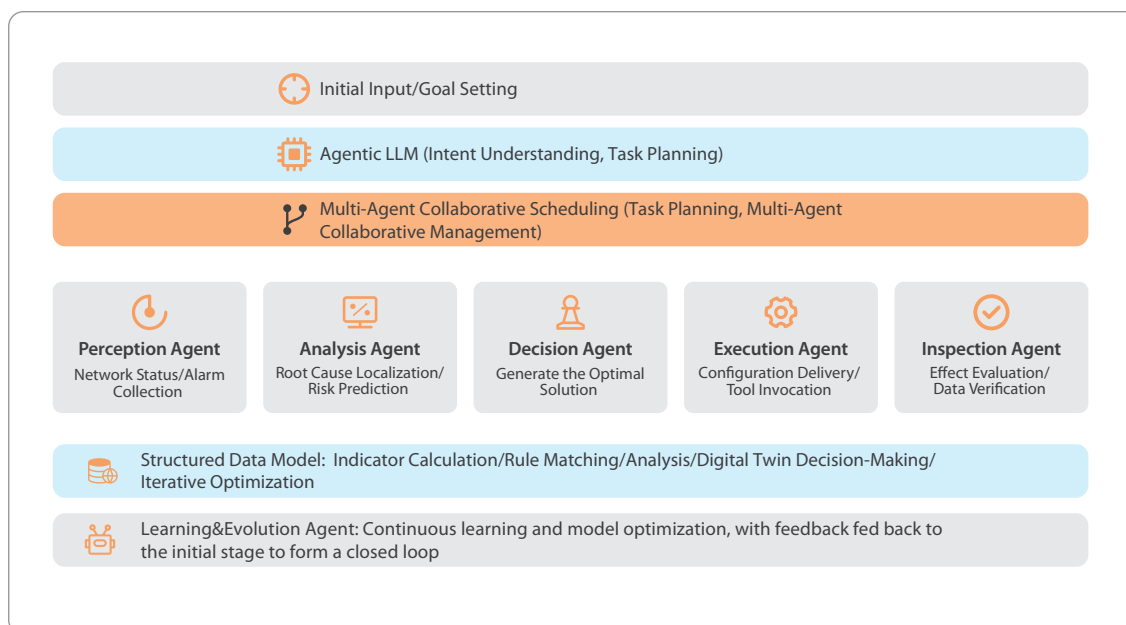 Initial Input/Goal Setting
Agentic LLM (Intent Understanding, Task Planning)
Multi-Agent Collaborative Scheduling (Task Planning, Multi-Agent
Collaborative Management)
Perception Agent
Network Status/Alarm
Collection
Analysis Agent
Root Cause Localization/
Risk Prediction
Decision Agent
Generate the Optimal
Solution
Execution Agent
Configuration Delivery/
Tool Invocation
Inspection Agent
Effect Evaluation/
Data Verification
Structured Data Model:  Indicator Calculation/Rule Matching/Analysis/Digital Twin Decision-Making/
Iterative Optimization
Learning&Evolution Agent: Continuous learning and model optimization, with feedback fed back to
the initial stage to form a closed loop